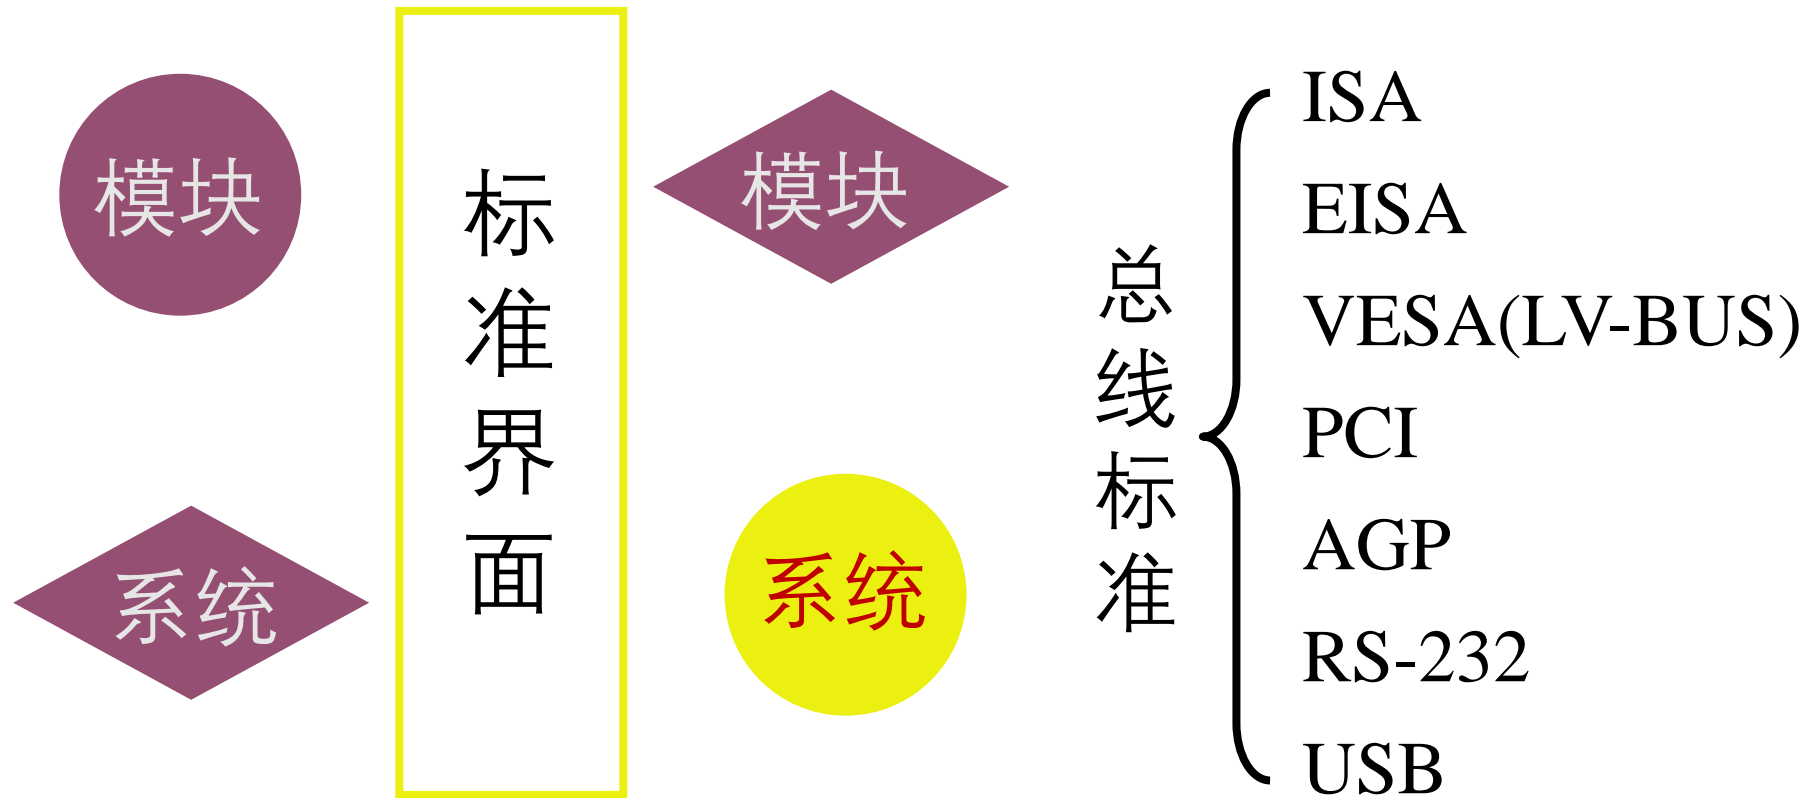 模块
系统
标准界面
模块
系统
总线标准
ISA
EISA
VESA(LV-BUS)
PCI
AGP
RS-232
USB